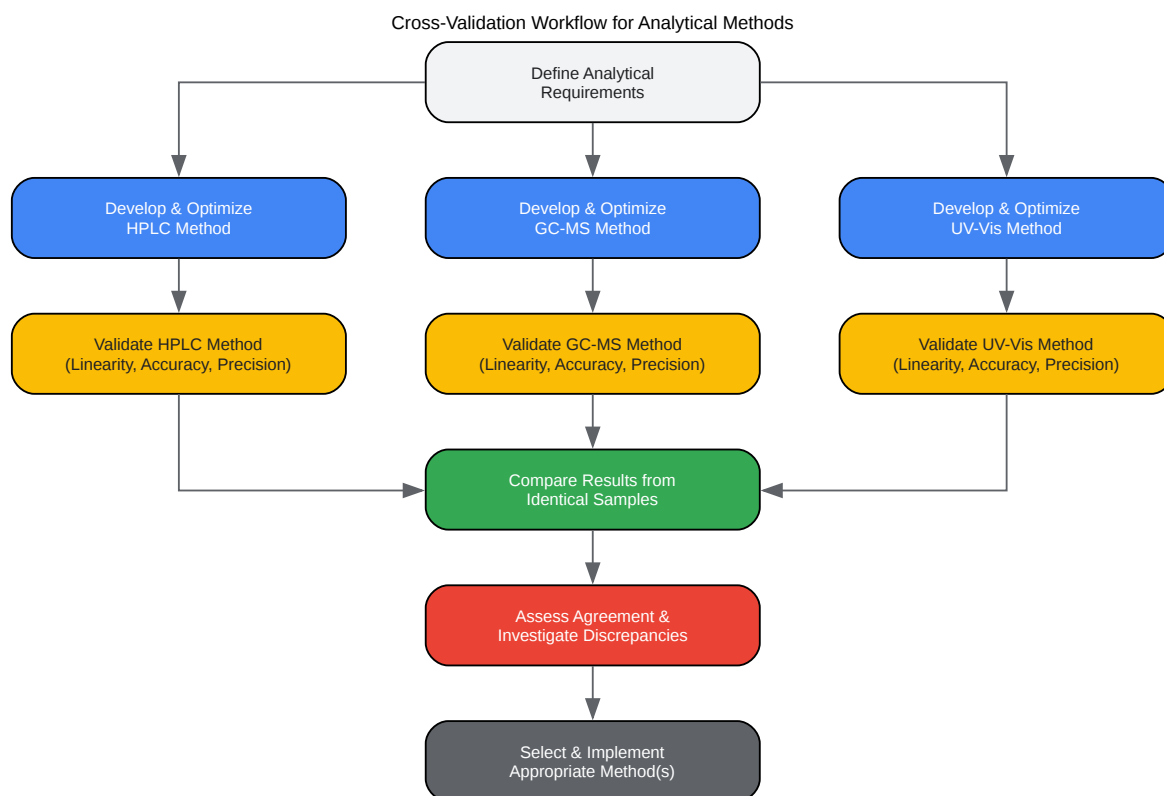 Cross-Validation Workflow for Analytical Methods
Define Analytical
Requirements
Develop & Optimize
HPLC Method
Develop & Optimize
GC-MS Method
Develop & Optimize
UV-Vis Method
Validate HPLC Method
(Linearity, Accuracy, Precision)
Validate GC-MS Method
(Linearity, Accuracy, Precision)
Validate UV-Vis Method
(Linearity, Accuracy, Precision)
Compare Results from
Identical Samples
Assess Agreement &
Investigate Discrepancies
Select & Implement
Appropriate Method(s)